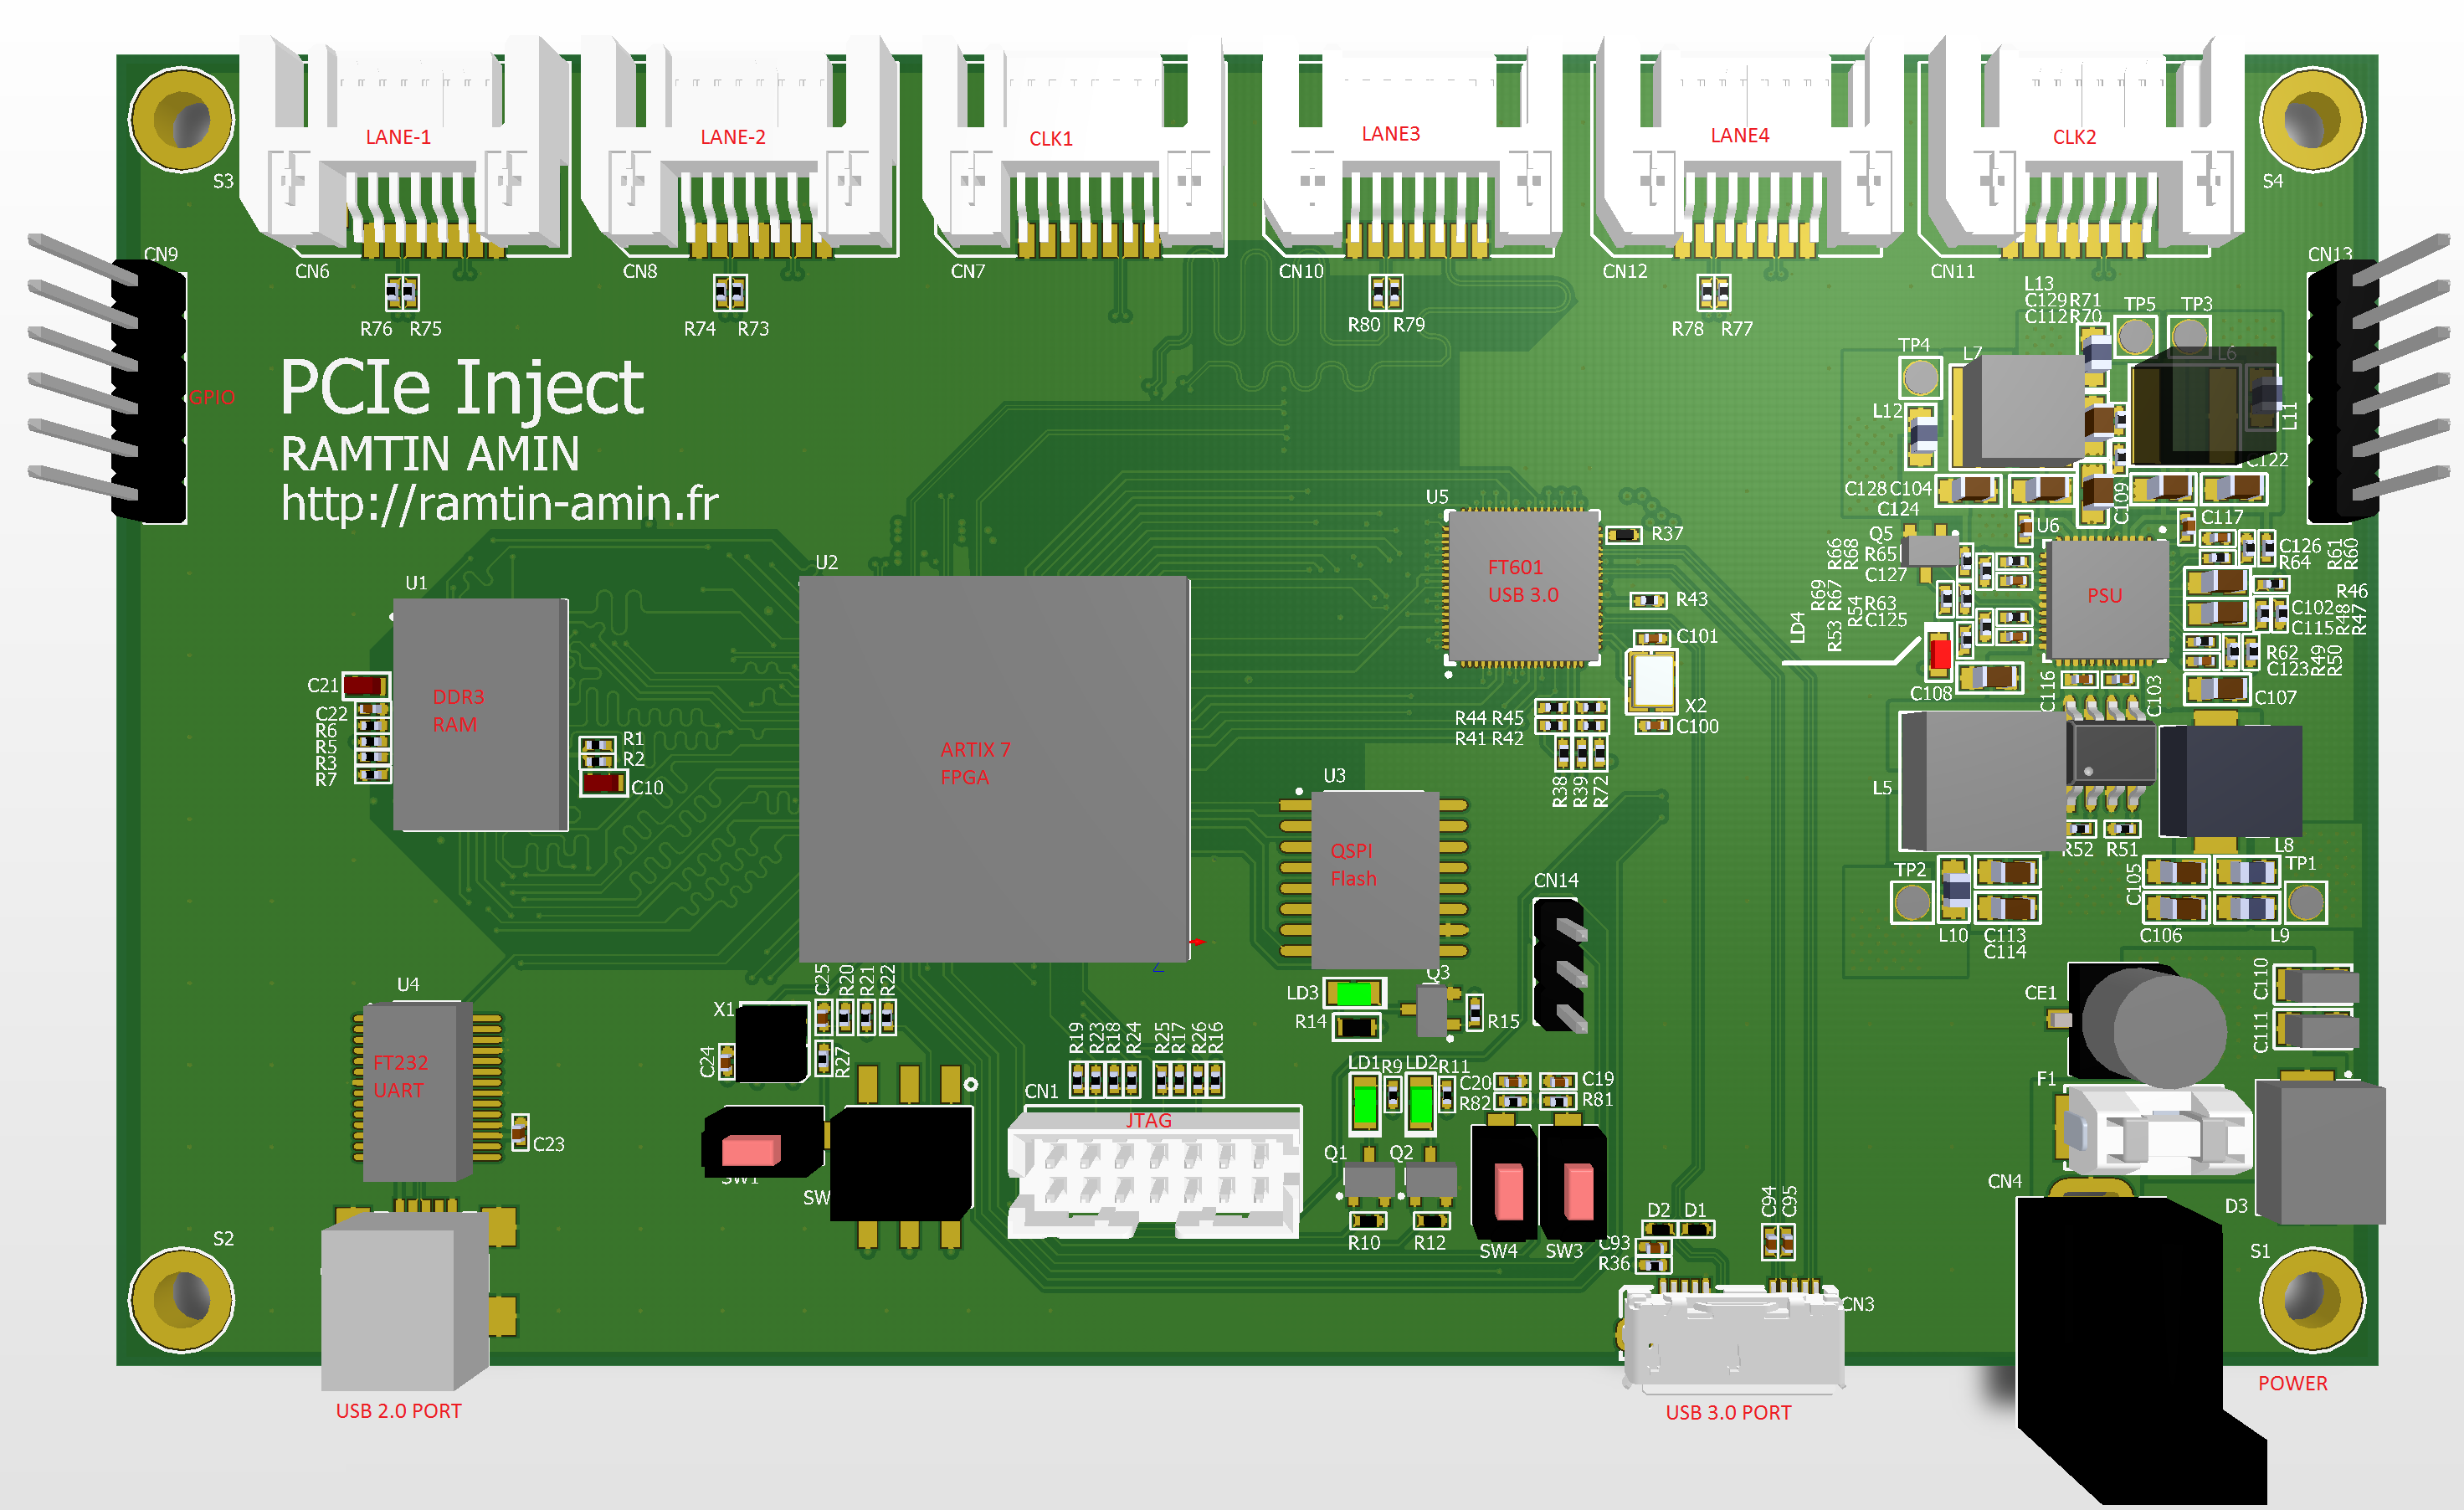 LANE-1
LANE-2
CLK1
LANE3
LANE4
CLK2
S3
S4
CN9
CN6
CN8
CN7
CN10
CN12
CN11
CN13
R76 R75
R74 R73
R80 R79
R78 R77
L13
C129R71
C112R70
TP5
TP3
TP4
L7
L6
GPIO
PCIe Inject
RAMTIN AMIN
http://ramtin-amin.fr
L12
L11
C122
C128 C104
C124
C109
C117
U5
R37
FT601
USB 3.0
R43
C101
X2
C100
R44 R45
R41 R42
R38
R39
R72
Q5
U6
R66
R68
R65
C127
R69
R67
R54
R63
C125
LD4
R53
C108
PSU
C126
R64
R61
R60
R46
C102
C115
R48
R47
R62
C123
R49
R50
C107
C116
C103
U1
U2
DDR3
RAM
C21
C22
R6
R5
R3
R7
R1
R2
C10
ARTIX 7
FPGA
U3
QSPI
Flash
CN14
L5
R52
R51
L8
TP2
TP1
C105
L10
C113
C114
C106
L9
U4
FT232
UART
C23
X1
C25
R20
R21
R22
C24
R27
R19
R23
R18
R24
R25
R17
R26
R16
LD3
R14
Q3
R15
CE1
C110
C111
CN1
JTAG
LD1
R9
LD2
R11
C20
R82
C19
R81
F1
SW1
SW
Q1
Q2
R10
R12
SW4
SW3
D2
D1
C94
C95
C93
R36
CN3
CN4
D3
S2
S1
USB 2.0 PORT
USB 3.0 PORT
POWER